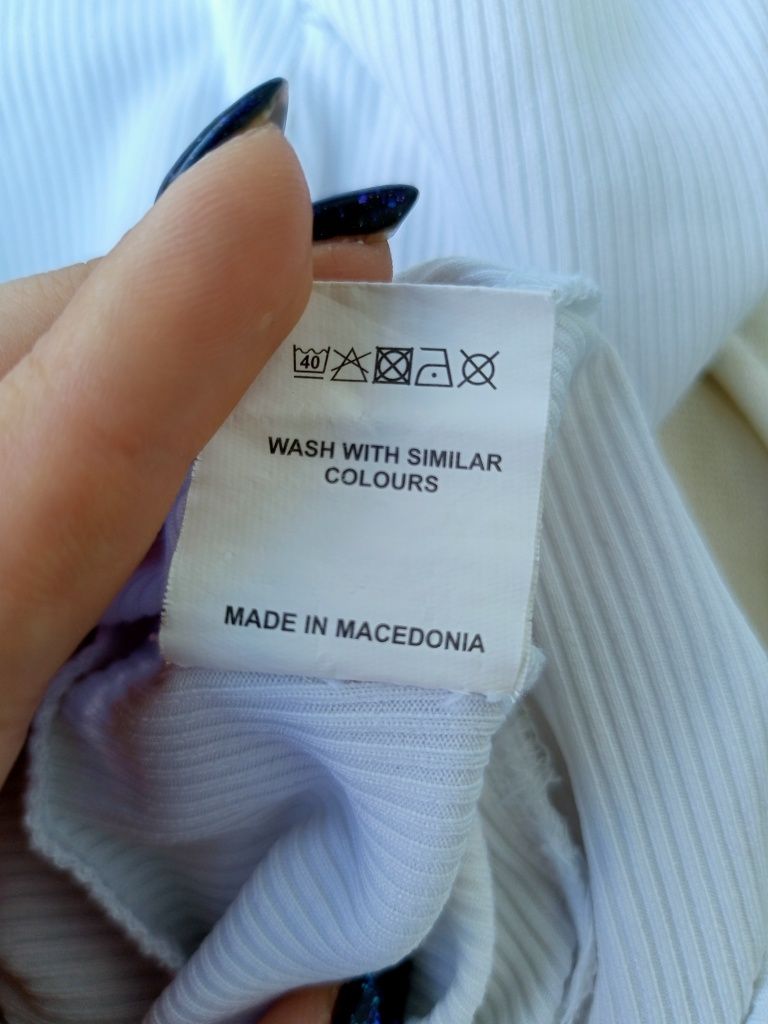 40
WASH WITH SIMILAR
COLOURS
MADE IN MACEDONIA